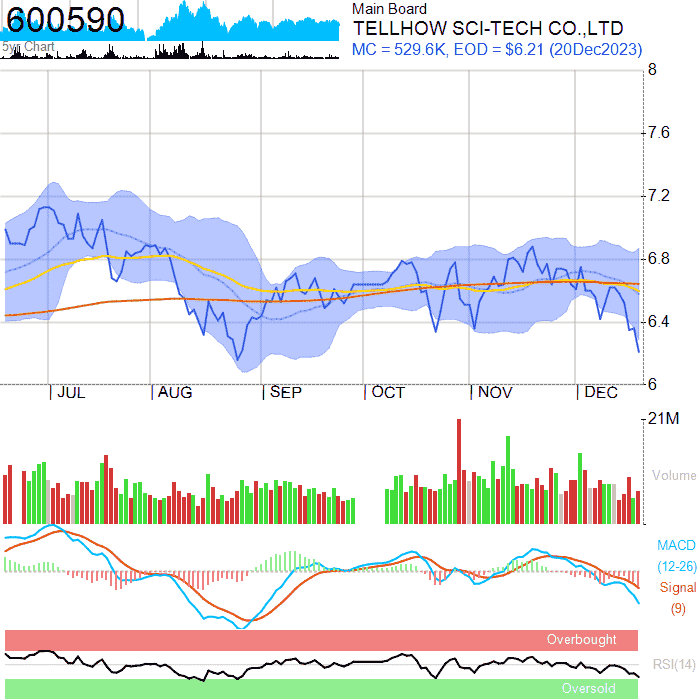 600590
5yr Chart
Main Board
TELLHOW SCI-TECH CO.,LTD
MC = 529.6K, EOD = $6.21 (20Dec2023)
8
7.6
7.2
6.8
6.4
6
JUL AUG SEP OCT NOV DEC
21M
Volume
MACD
(12-26)
Signal
(9)
Overbought
RSI(14)
Oversold